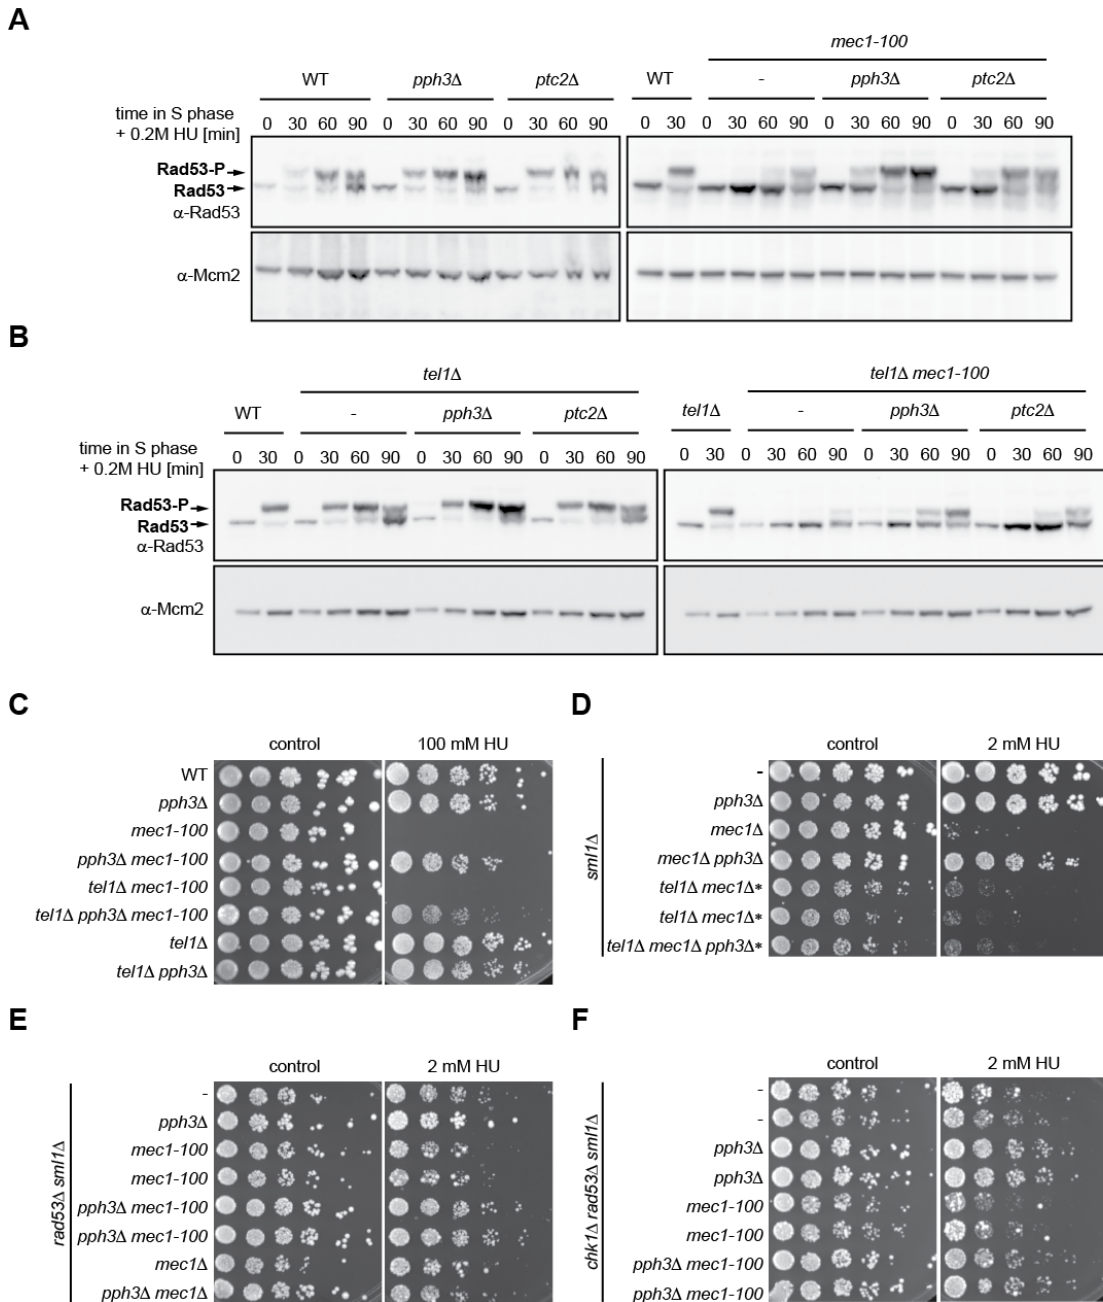 A
mec1-100
WT pph3Δ ptc2Δ WT - pph3Δ ptc2Δ
time in S phase
+ 0.2M HU [min]
0 30 60 90 0 30 60 90 0 30 60 90 0 30 0 30 60 90 0 30 60 90 0 30 60 90
Rad53-P
Rad53
α-Rad53
α-Mcm2
B
tel1Δ tel1Δ mec1-100
WT - pph3Δ ptc2Δ tel1Δ - pph3Δ ptc2Δ
time in S phase
+ 0.2M HU [min]
0 30 0 30 60 90 0 30 60 90 0 30 60 90 0 30 0 30 60 90 0 30 60 90 0 30 60 90
Rad53-P
Rad53
α-Rad53
α-Mcm2
C
control 100 mM HU
WT
pph3Δ
mec1-100
pph3Δ mec1-100
tel1Δ mec1-100
tel1Δ pph3Δ mec1-100
tel1Δ
tel1Δ pph3Δ
D
control 2 mM HU
sml1Δ
-
pph3Δ
mec1Δ
mec1Δ pph3Δ
tel1Δ mec1Δ*
tel1Δ mec1Δ*
tel1Δ mec1Δ pph3Δ*
E
control 2 mM HU
rad53Δ sml1Δ
-
pph3Δ
mec1-100
mec1-100
pph3Δ mec1-100
pph3Δ mec1-100
mec1Δ
pph3Δ mec1Δ
F
control 2 mM HU
chk1Δ rad53Δ sml1Δ
-
-
pph3Δ
pph3Δ
mec1-100
mec1-100
pph3Δ mec1-100
pph3Δ mec1-100